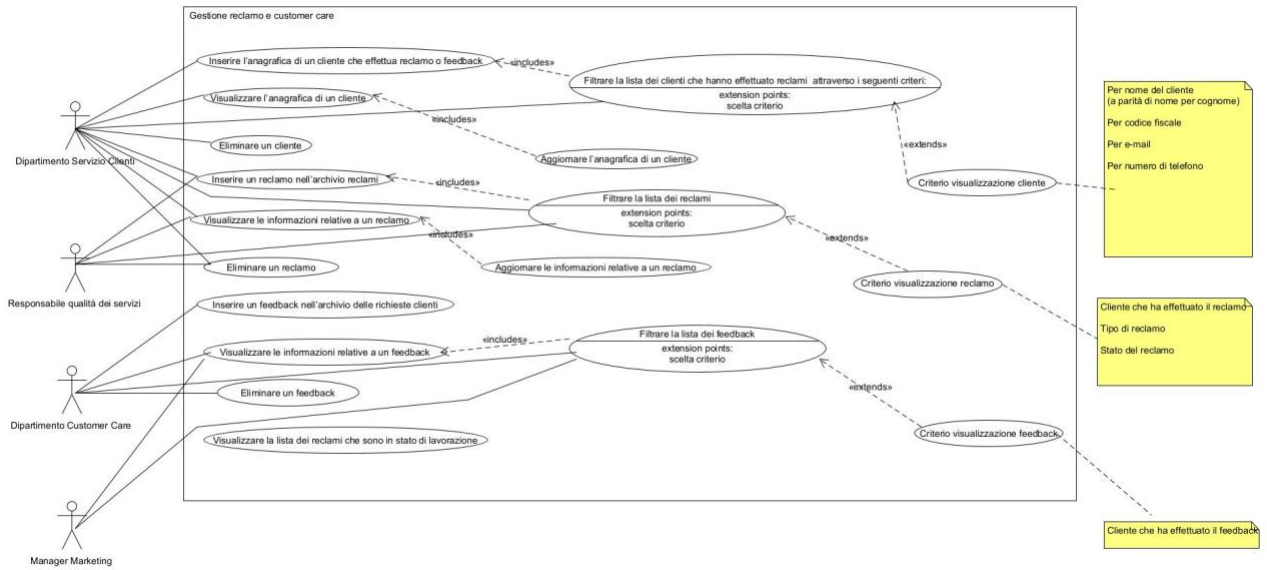 Gestione reclamo e customer care
Inserire l'anagrafica di un cliente che effettua reclamo o feedback
«includes»
Filtrare la lista dei clienti che hanno effettuato reclami attraverso i seguenti criteri:
extension points:
scelta criterio
Visualizzare l'anagrafica di un cliente
«includes»
Eliminare un cliente
Aggiornare l'anagrafica di un cliente
«extends»
Criterio visualizzazione cliente
Per nome del cliente
(a parità di nome per cognome)
Per codice fiscale
Per e-mail
Per numero di telefono
Dipartimento Servizio Clienti
Inserire un reclamo nell'archivio reclami
«includes»
Filtrare la lista dei reclami
extension points:
scelta criterio
Visualizzare le informazioni relative a un reclamo
«includes»
«extends»
Eliminare un reclamo
Aggiornare le informazioni relative a un reclamo
Criterio visualizzazione reclamo
Responsabile qualità dei servizi
Cliente che ha effettuato il reclamo
Tipo di reclamo
Stato del reclamo
Inserire un feedback nell'archivio delle richieste clienti
Filtrare la lista dei feedback
extension points:
scelta criterio
«includes»
Visualizzare le informazioni relative a un feedback
Eliminare un feedback
«extends»
Dipartimento Customer Care
Visualizzare la lista dei reclami che sono in stato di lavorazione
Criterio visualizzazione feedback
Manager Marketing
Cliente che ha effettuato il feedback